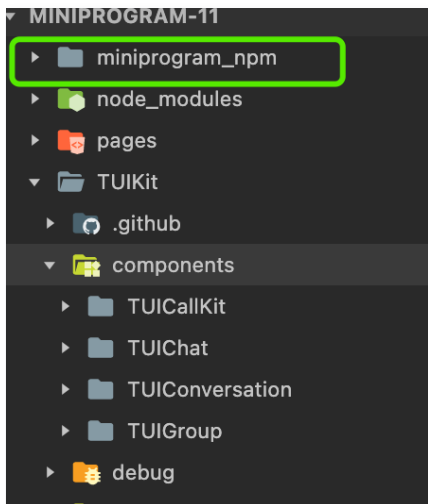 MINIPROGRAM-11
miniprogram_npm
node_modules
pages
TUIKit
.github
components
TUICallKit
TUIChat
TUIConversation
TUIGroup
debug